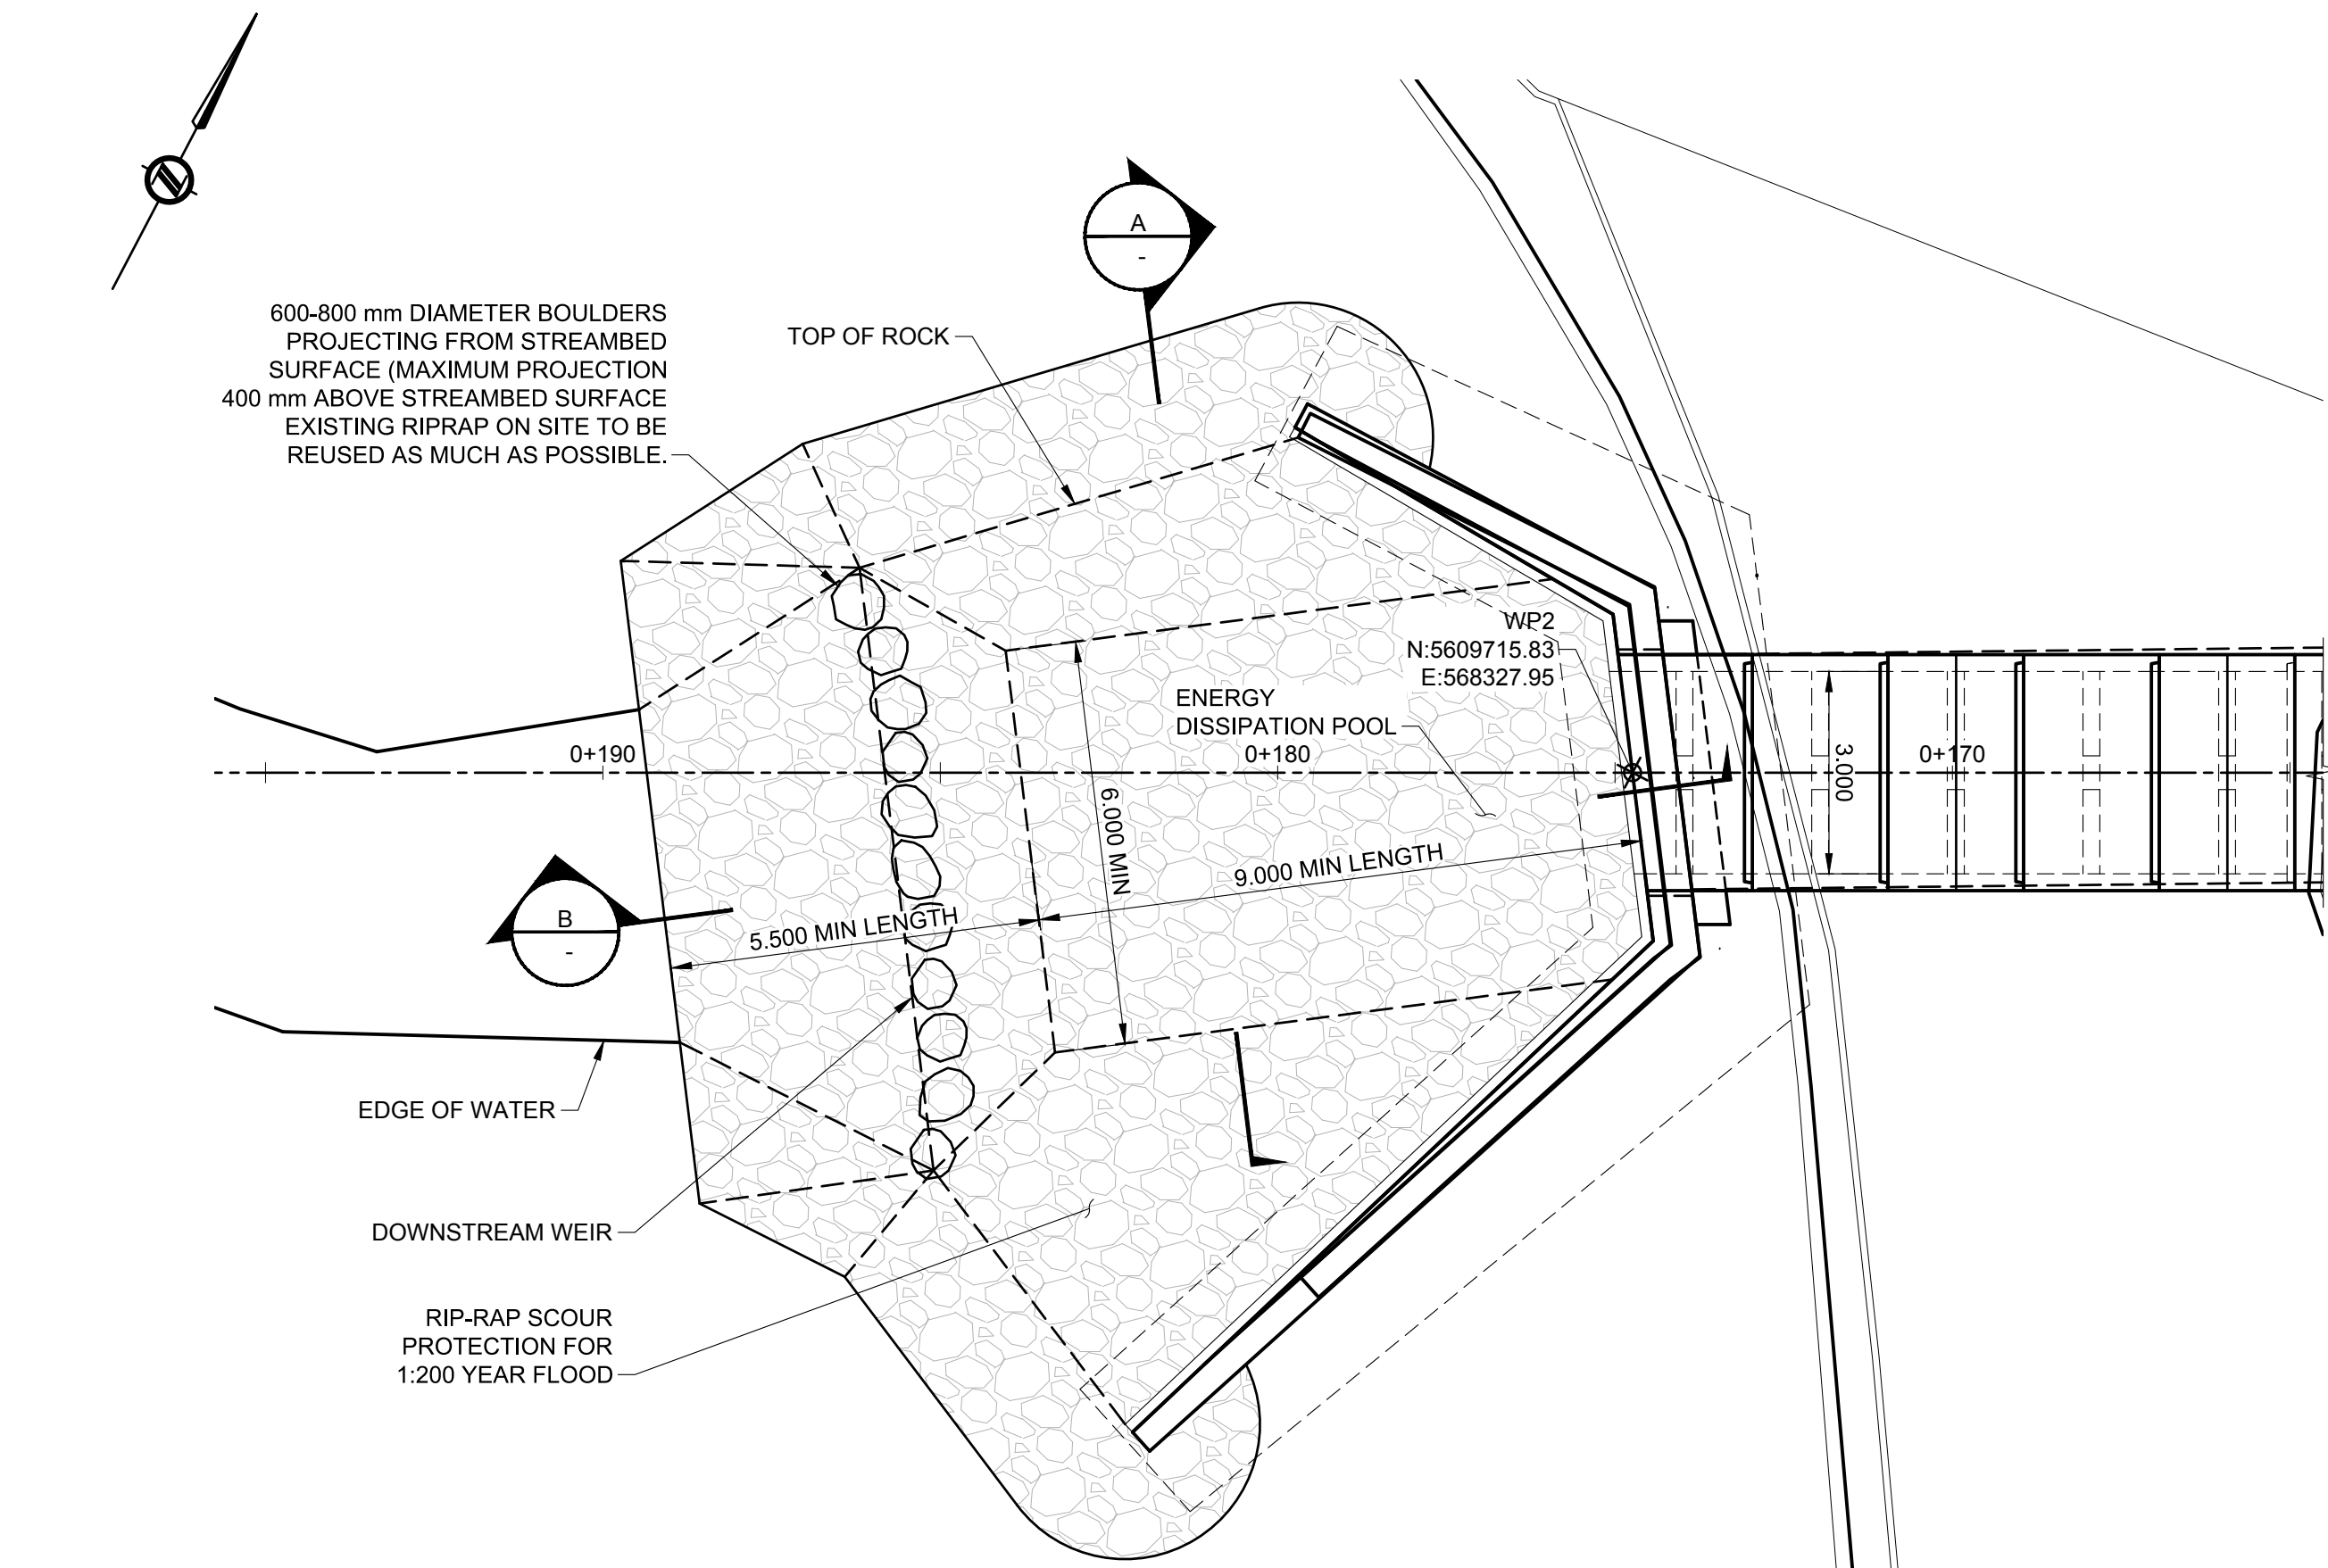 A
-
600-800 mm DIAMETER BOULDERS
PROJECTING FROM STREAMBED
SURFACE (MAXIMUM PROJECTION
400 mm ABOVE STREAMBED SURFACE
EXISTING RIPRAP ON SITE TO BE
REUSED AS MUCH AS POSSIBLE.
TOP OF ROCK
WP2
N:5609715.83
E:568327.95
ENERGY
DISSIPATION POOL
0+190
0+180
0+170
3.000
6.000 MIN
9.000 MIN LENGTH
5.500 MIN LENGTH
B
-
EDGE OF WATER
DOWNSTREAM WEIR
RIP-RAP SCOUR
PROTECTION FOR
1:200 YEAR FLOOD
N